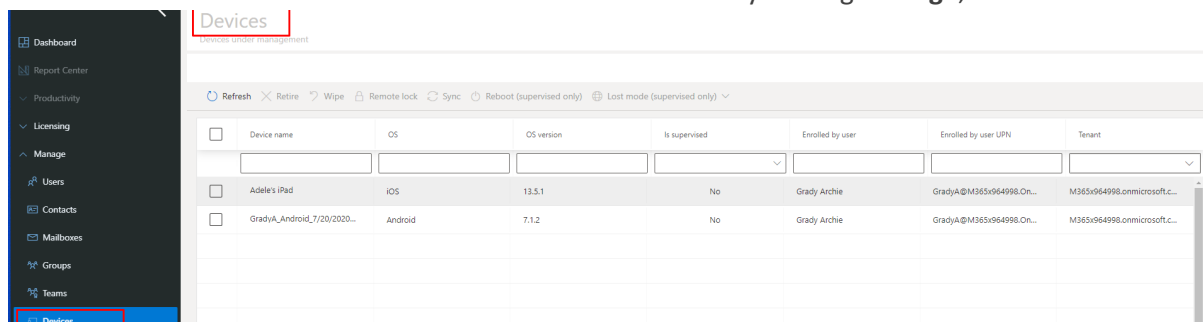 Devices
Devices under management
Dashboard
Report Center
Productivity
Licensing
Manage
Users
Contacts
Mailboxes
Groups
Teams
Devices
Refresh Retire Wipe Remote lock Sync Reboot (supervised only) Lost mode (supervised only)
Device name OS OS version Is supervised Enrolled by user Enrolled by user UPN Tenant
Adele's iPad iOS 13.5.1 No Grady Archie GradyA@M365x964998.On... M365x964998.onmicrosoft.c...
GradyA_Android_7/20/2020... Android 7.1.2 No Grady Archie GradyA@M365x964998.On... M365x964998.onmicrosoft.c...